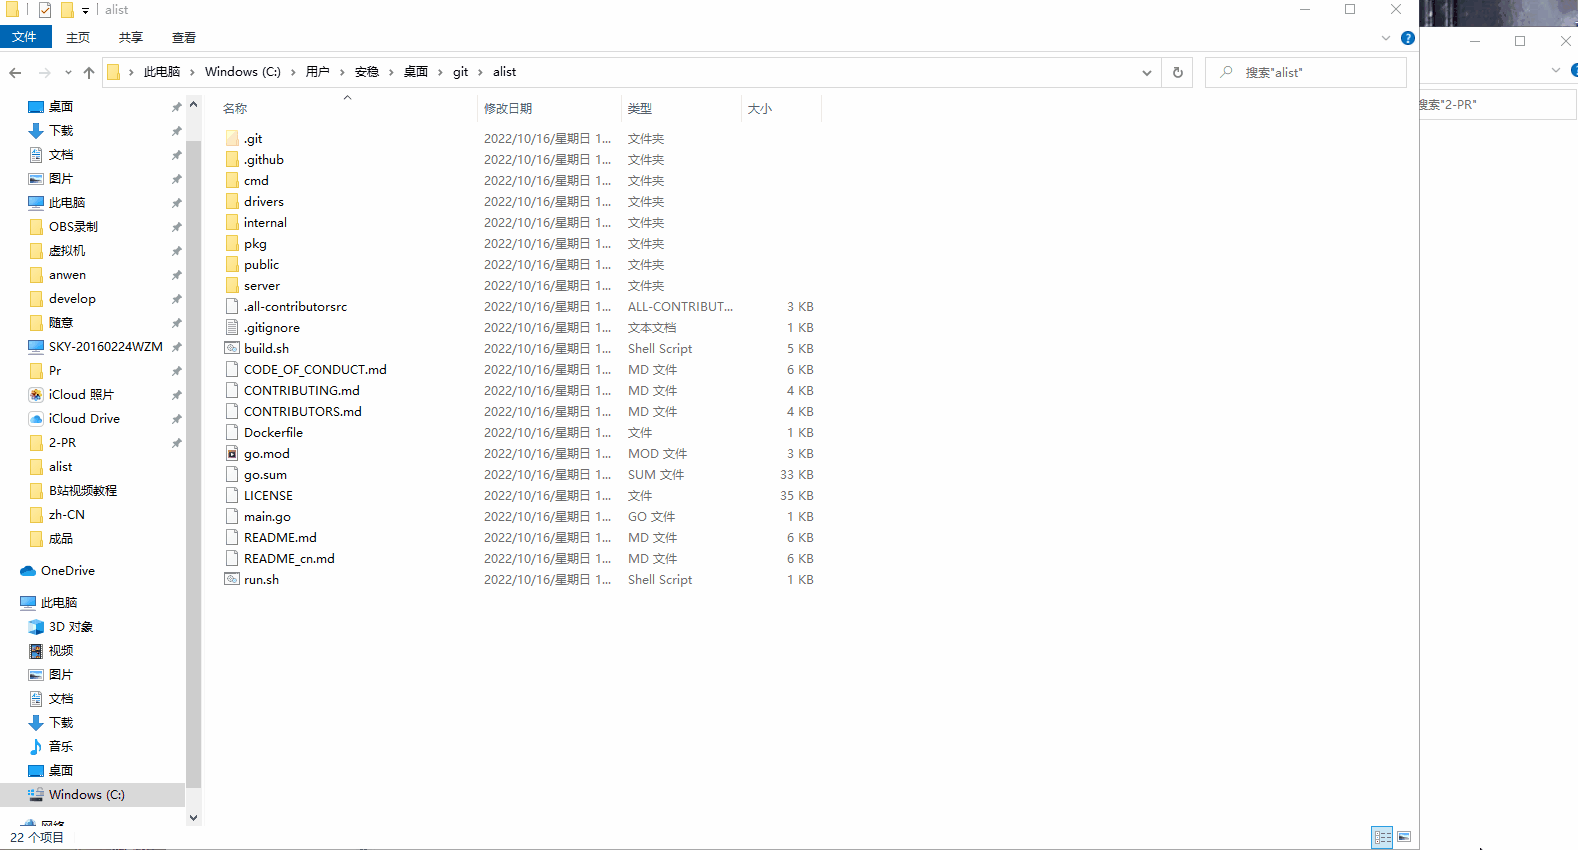 alist
文件 主页 共享 查看
此电脑 Windows (C:) 用户 安稳 桌面 git alist
搜索"alist"
搜索"2-PR"
桌面
下载
文档
图片
此电脑
OBS录制
虚拟机
anwen
develop
随意
SKY-20160224WZM
Pr
iCloud 照片
iCloud Drive
2-PR
alist
B站视频教程
zh-CN
成品
OneDrive
此电脑
3D 对象
视频
图片
文档
下载
音乐
桌面
Windows (C:)
网络
名称 修改日期 类型 大小
.git 2022/10/16/星期日 1... 文件夹
.github 2022/10/16/星期日 1... 文件夹
cmd 2022/10/16/星期日 1... 文件夹
drivers 2022/10/16/星期日 1... 文件夹
internal 2022/10/16/星期日 1... 文件夹
pkg 2022/10/16/星期日 1... 文件夹
public 2022/10/16/星期日 1... 文件夹
server 2022/10/16/星期日 1... 文件夹
.all-contributorsrc 2022/10/16/星期日 1... ALL-CONTRIBUT... 3 KB
.gitignore 2022/10/16/星期日 1... 文本文档 1 KB
build.sh 2022/10/16/星期日 1... Shell Script 5 KB
CODE_OF_CONDUCT.md 2022/10/16/星期日 1... MD 文件 6 KB
CONTRIBUTING.md 2022/10/16/星期日 1... MD 文件 4 KB
CONTRIBUTORS.md 2022/10/16/星期日 1... MD 文件 4 KB
Dockerfile 2022/10/16/星期日 1... 文件 1 KB
go.mod 2022/10/16/星期日 1... MOD 文件 3 KB
go.sum 2022/10/16/星期日 1... SUM 文件 33 KB
LICENSE 2022/10/16/星期日 1... 文件 35 KB
main.go 2022/10/16/星期日 1... GO 文件 1 KB
README.md 2022/10/16/星期日 1... MD 文件 6 KB
README_cn.md 2022/10/16/星期日 1... MD 文件 6 KB
run.sh 2022/10/16/星期日 1... Shell Script 1 KB
22 个项目